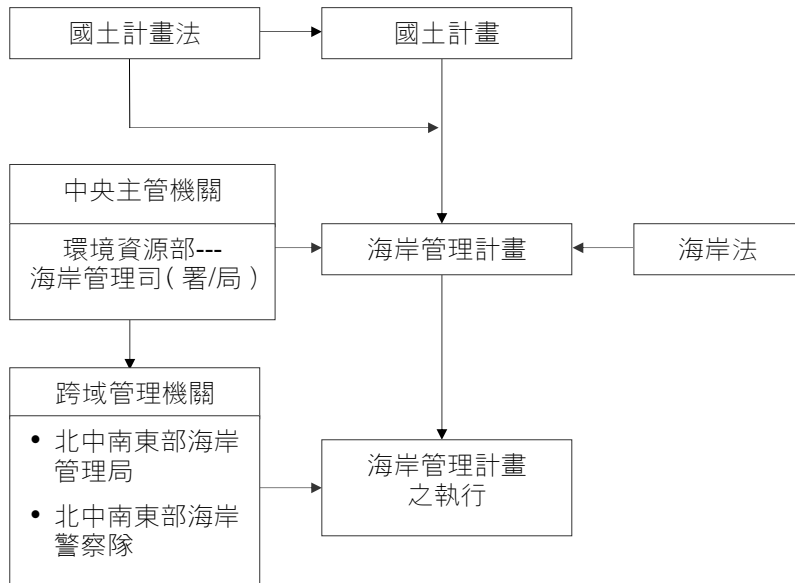 國土計畫法
國土計畫
中央主管機關
環境資源部---
海岸管理司( 署/局 )
海岸管理計畫
海岸法
跨域管理機關
• 北中南東部海岸
管理局
• 北中南東部海岸
警察隊
海岸管理計畫
之執行